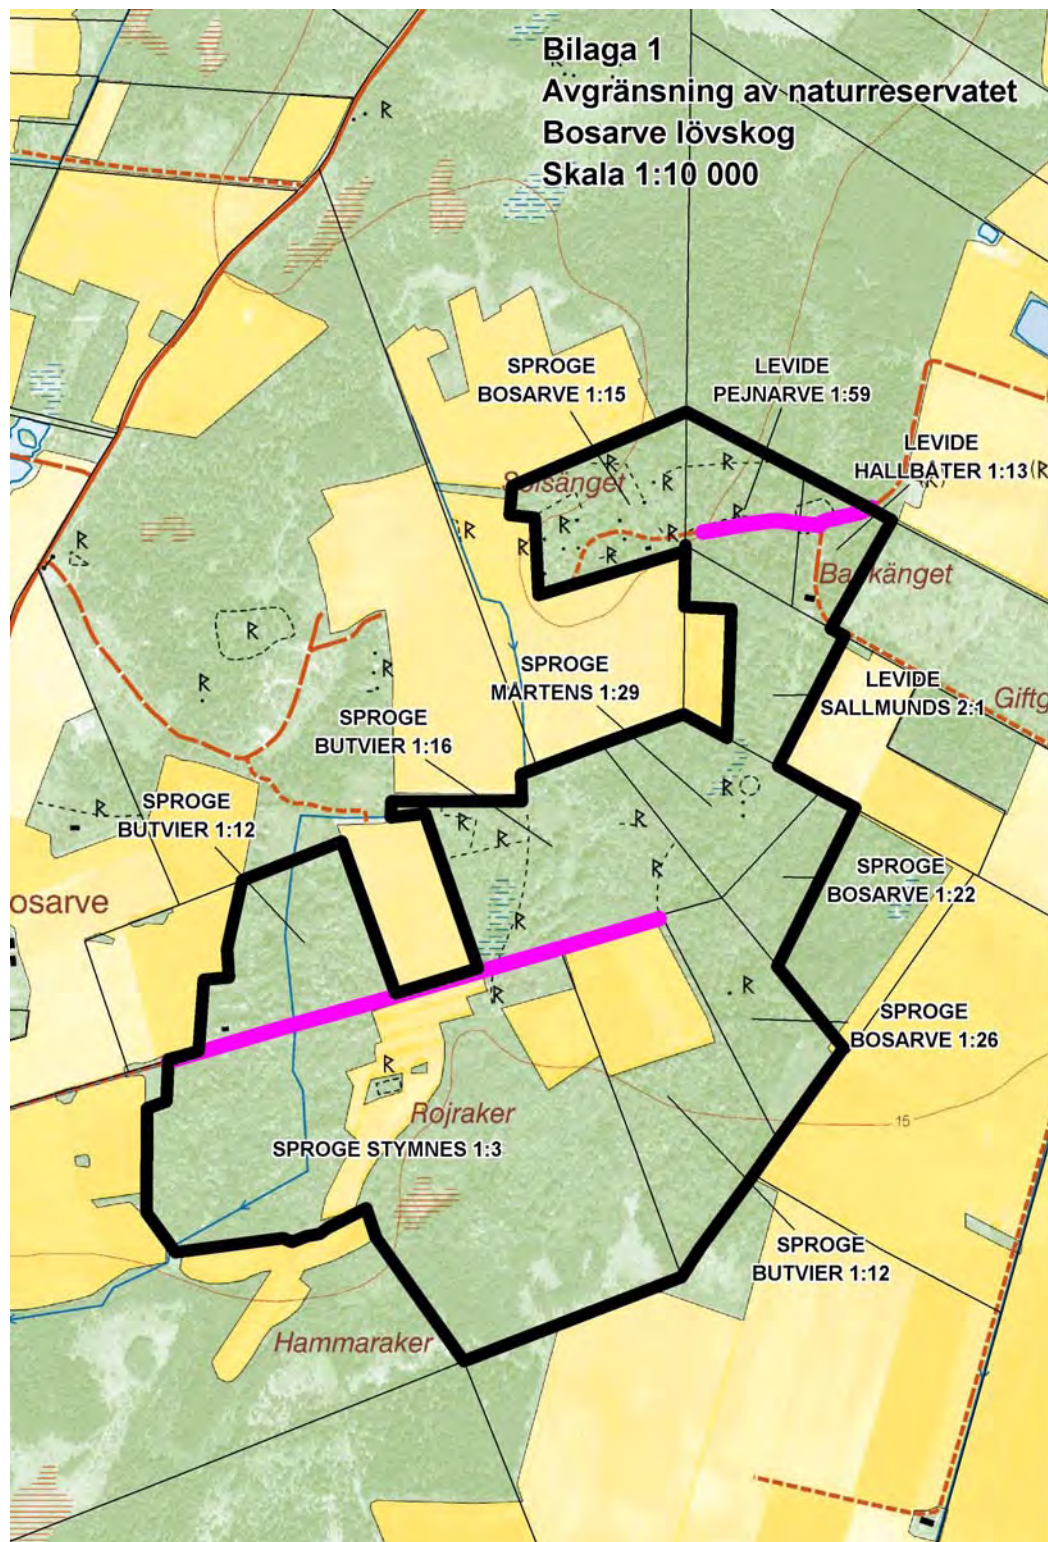 Bilaga 1
Avgränsning av naturreservatet
Bosarve lövskog
Skala 1:10 000
R
SPROGE
BOSARVE 1:15
LEVIDE
PEJNARVE 1:59
LEVIDE
HALLBÅTER 1:13
(R
R
R
R
R
R
R
R
R
R
R
R
SPROGE
MÅRTENS 1:29
LEVIDE
SALLMUNDS 2:1
Giftg
R
R
R
R
SPROGE
BUTVIER 1:16
SPROGE
BUTVIER 1:12
R
R
R
R
R
SPROGE
BOSARVE 1:22
osarve
R
R
R
SPROGE
BOSARVE 1:26
R
Rojraker
15
SPROGE STYMNES 1:3
SPROGE
BUTVIER 1:12
Hammaraker